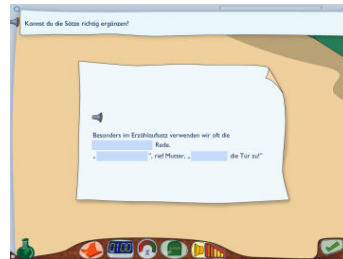 Kannst du die Sätze richtig ergänzen?
Besonders im Erzählaufsatz verwenden wir oft die
Rede.
„ ", rief Mutter, „ die Tür zu!"
0100